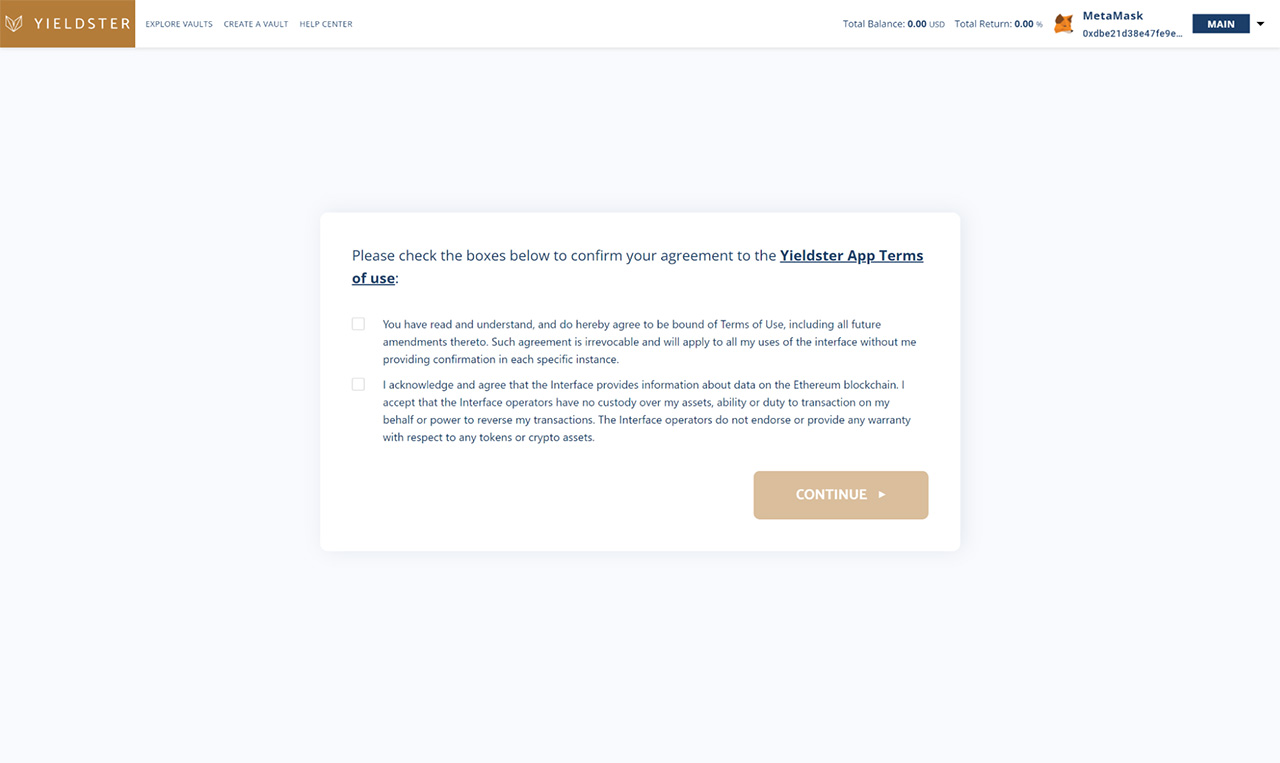 YIELDSTER
EXPLORE VAULTS CREATE A VAULT HELP CENTER
Total Balance: 0.00 USD Total Return: 0.00 %
MetaMask
0xdbe21d38e47fe9e...
MAIN
Please check the boxes below to confirm your agreement to the Yieldster App Terms
of use:
You have read and understand, and do hereby agree to be bound of Terms of Use, including all future
amendments thereto. Such agreement is irrevocable and will apply to all my uses of the interface without me
providing confirmation in each specific instance.
I acknowledge and agree that the Interface provides information about data on the Ethereum blockchain. I
accept that the Interface operators have no custody over my assets, ability or duty to transaction on my
behalf or power to reverse my transactions. The Interface operators do not endorse or provide any warranty
with respect to any tokens or crypto assets.
CONTINUE